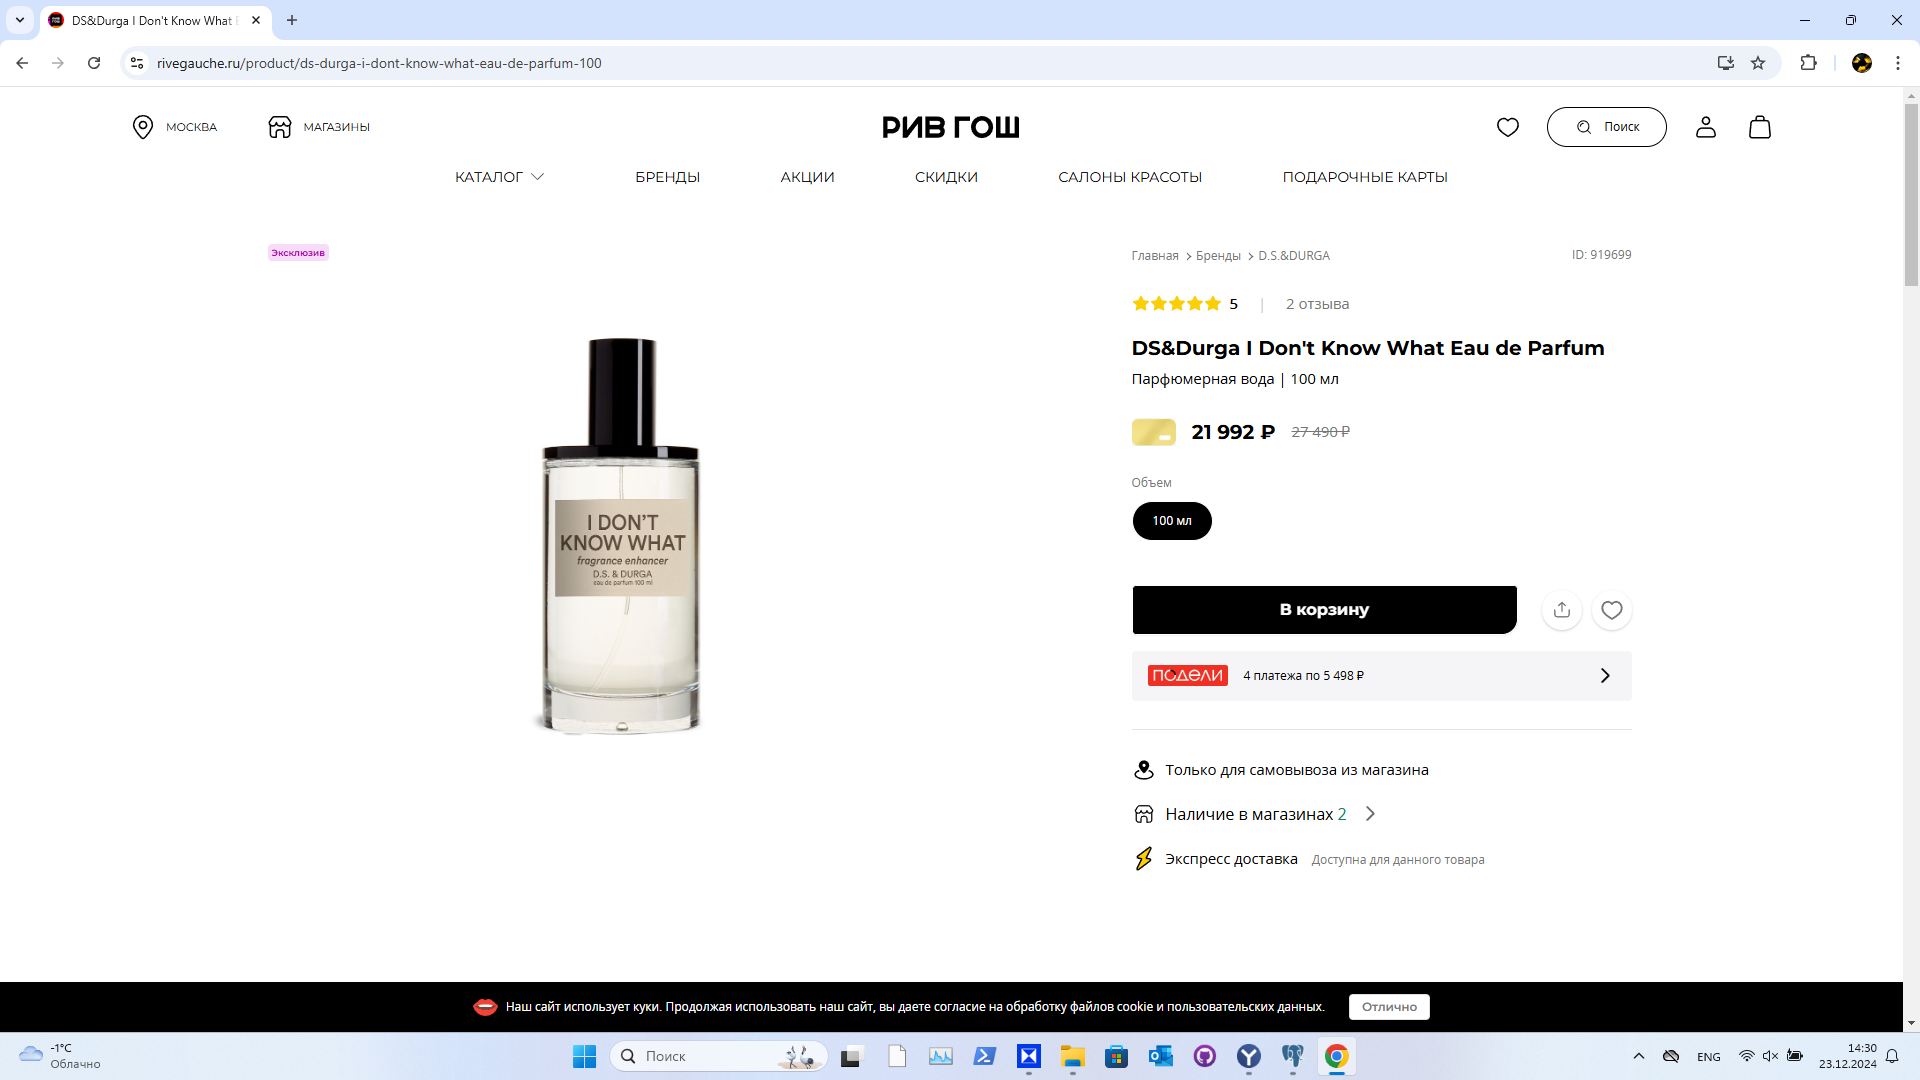 DS&Durga I Don't Know What E
rivegauche.ru/product/ds-durga-i-dont-know-what-eau-de-parfum-100
МОСКВА
МАГАЗИНЫ
РИВ ГОШ
Поиск
КАТАЛОГ
БРЕНДЫ
АКЦИИ
СКИДКИ
САЛОНЫ КРАСОТЫ
ПОДАРОЧНЫЕ КАРТЫ
Эксклюзив
I DON'T
KNOW WHAT
fragrance enhancer
D.S. & DURGA
eau de parfum 100 ml
Главная > Бренды > D.S.&DURGA
ID: 919699
5 | 2 отзыва
DS&Durga I Don't Know What Eau de Parfum
Парфюмерная вода | 100 мл
21 992 ₽ 27 490 ₽
Объем
100 мл
В корзину
ПОДЕЛИ 4 платежа по 5 498 ₽
Только для самовывоза из магазина
Наличие в магазинах 2
Экспресс доставка Доступна для данного товара
Наш сайт использует куки. Продолжая использовать наш сайт, вы даете согласие на обработку файлов cookie и пользовательских данных.
Отлично
-1°C
Облачно
Поиск
ENG
14:30
23.12.2024